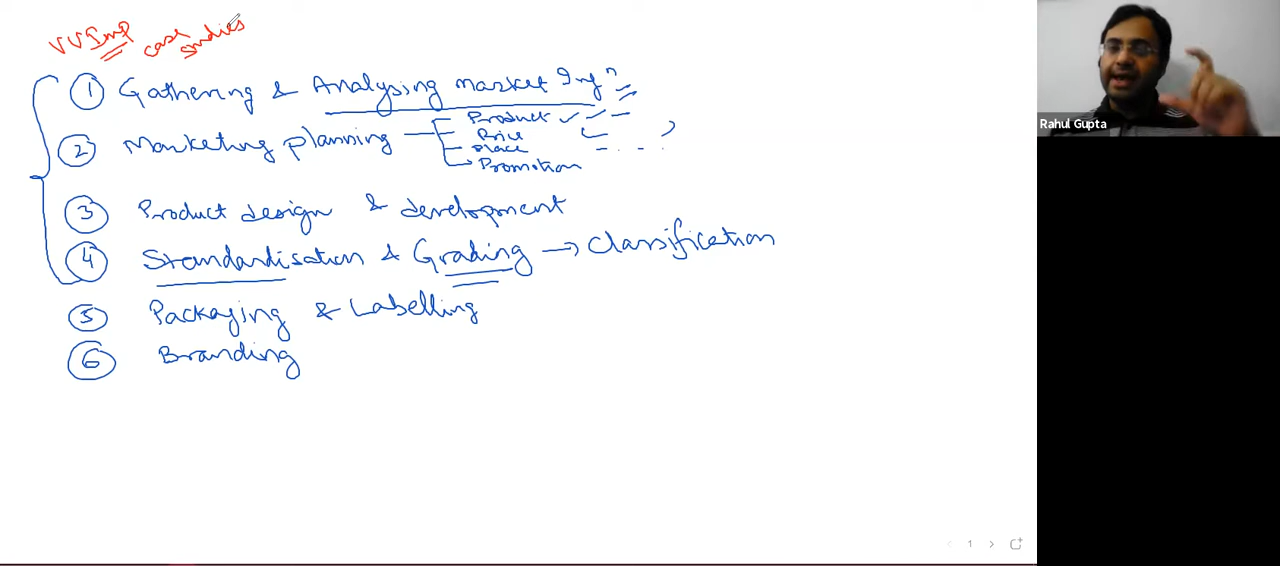 VV Imp case studies
① Gathering & Analysing market Infⁿ
② Marketing planning
Product
Price
Place
Promotion
③ Product design & development
④ Standardisation & Grading → Classification
⑤ Packaging & Labelling
⑥ Branding
Rahul Gupta
1